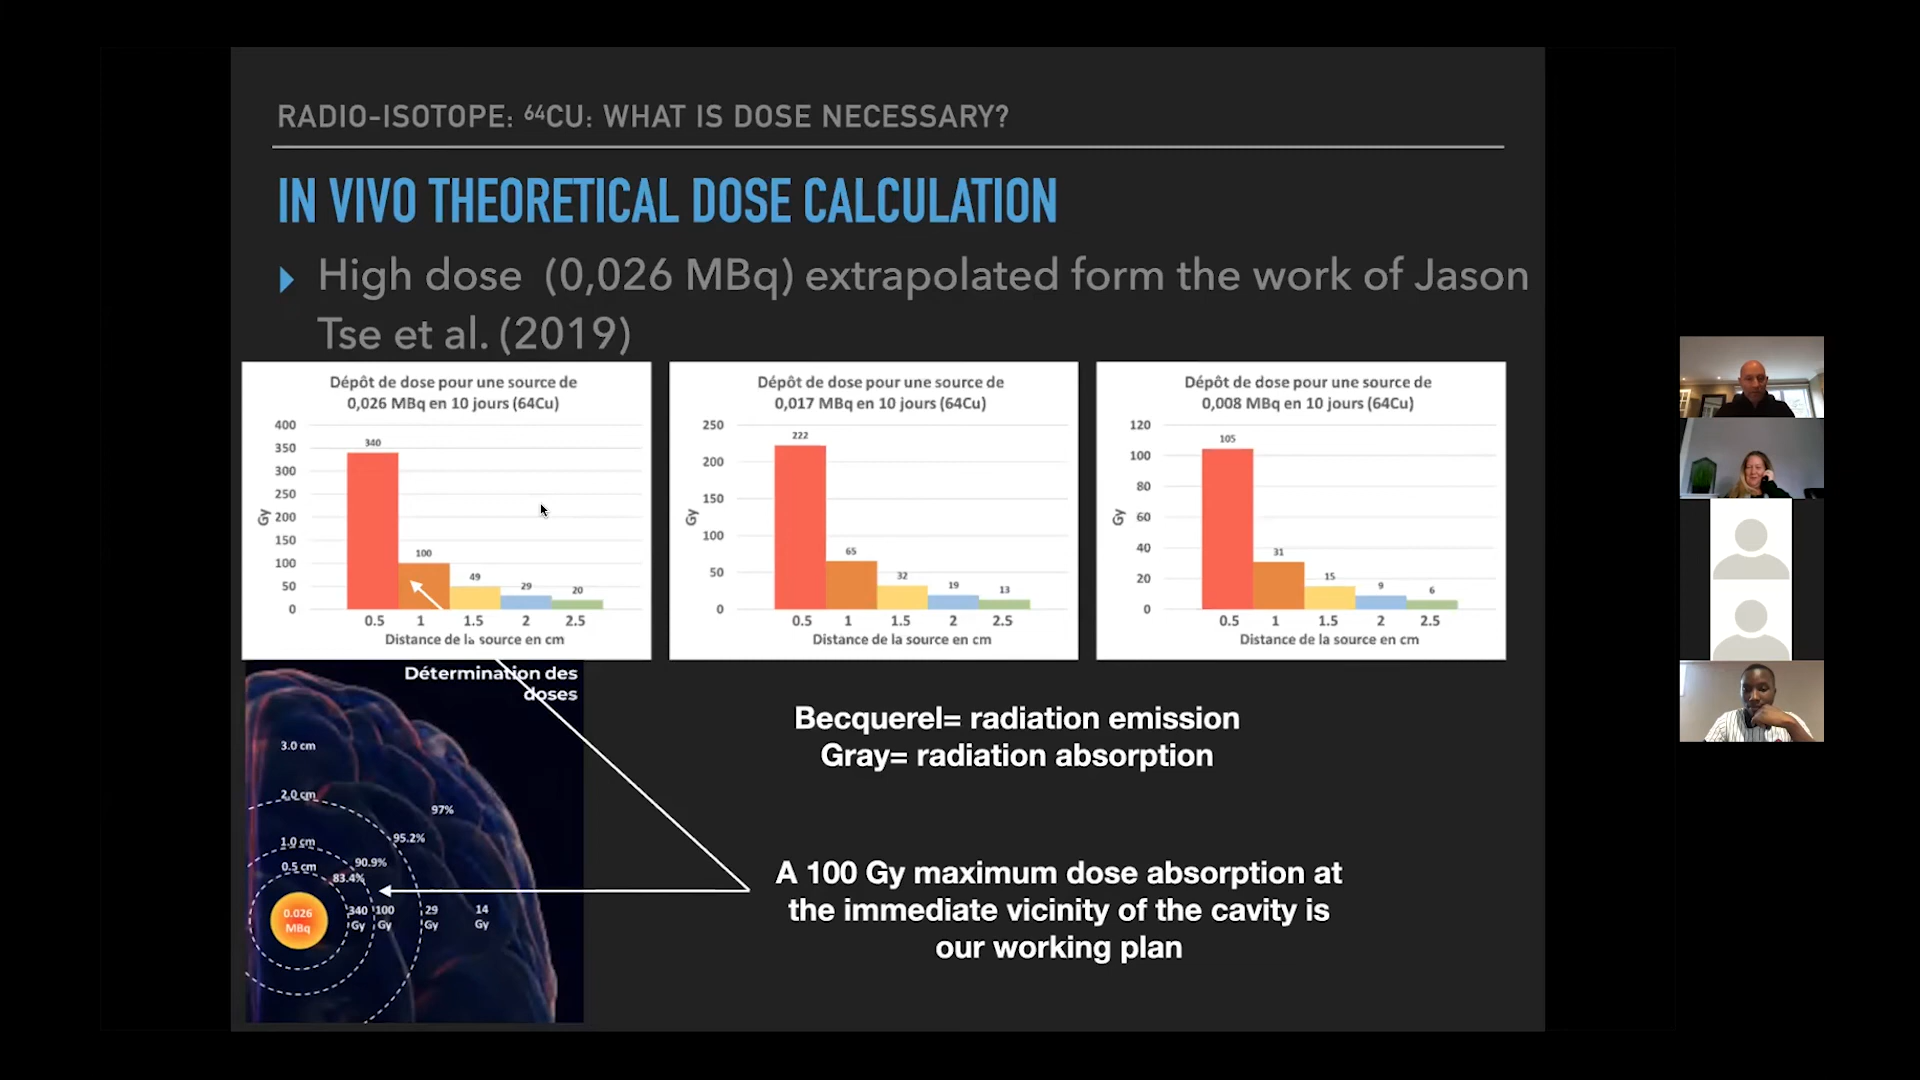 RADIO-ISOTOPE: ⁶⁴CU: WHAT IS DOSE NECESSARY?
IN VIVO THEORETICAL DOSE CALCULATION
High dose (0,026 MBq) extrapolated form the work of Jason
Tse et al. (2019)
Dépôt de dose pour une source de
0,026 MBq en 10 jours (64Cu)
400
350
300
250
200
150
100
50
0
Gy
340
100
49
29
20
0.5 1 1.5 2 2.5
Distance de la source en cm
Dépôt de dose pour une source de
0,017 MBq en 10 jours (64Cu)
250
200
150
100
50
0
Gy
222
65
32
19
13
0.5 1 1.5 2 2.5
Distance de la source en cm
Dépôt de dose pour une source de
0,008 MBq en 10 jours (64Cu)
120
100
80
60
40
20
0
Gy
105
31
15
9
6
0.5 1 1.5 2 2.5
Distance de la source en cm
Détermination des
doses
3.0 cm
2.0 cm
1.0 cm
0.5 cm
97%
95.2%
90.9%
83.4%
0.026
MBq
340 100 29 14
Gy Gy Gy Gy
Becquerel= radiation emission
Gray= radiation absorption
A 100 Gy maximum dose absorption at
the immediate vicinity of the cavity is
our working plan